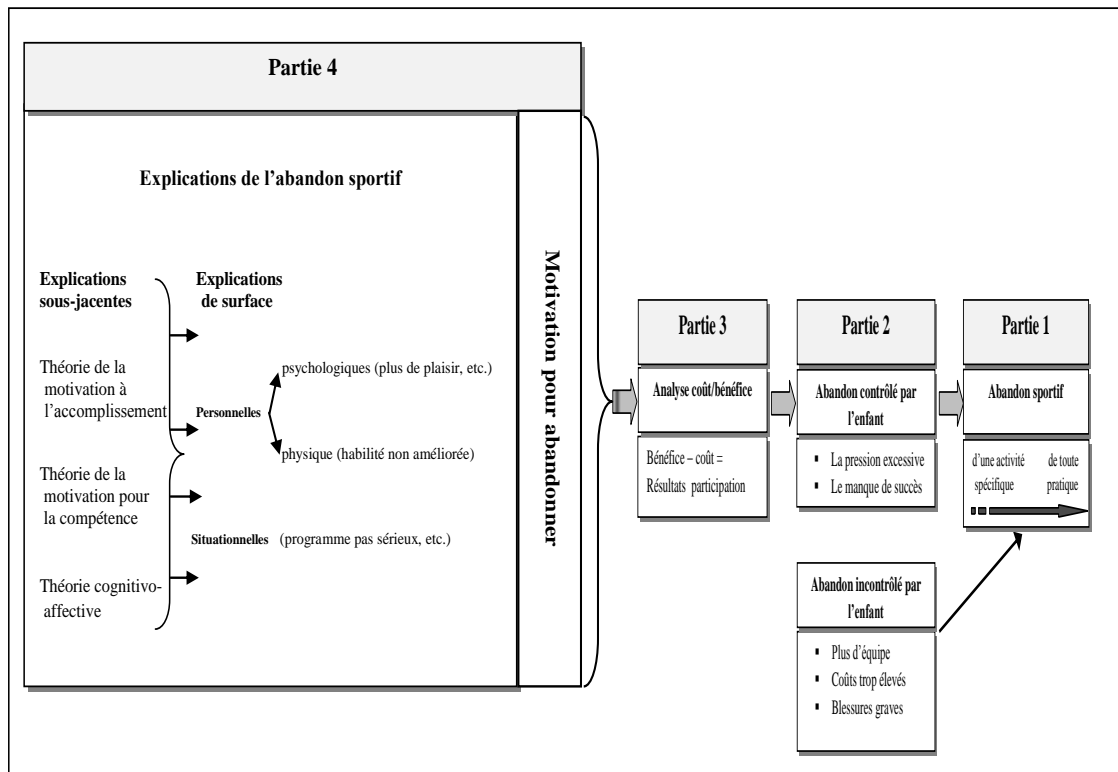 Partie 4
Explications de l'abandon sportif
Explications
sous-jacentes
Explications
de surface
Théorie de la
motivation à
l'accomplissement
Théorie de la
motivation pour
la compétence
Théorie cognitivo-
affective
psychologiques (plus de plaisir, etc.)
Personnelles
physique (habilité non améliorée)
Situationnelles (programme pas sérieux, etc.)
Motivation pour abandonner
Partie 3
Analyse coût/bénéfice
Bénéfice – coût =
Résultats participation
Partie 2
Abandon contrôlé par
l'enfant
▪ La pression excessive
▪ Le manque de succès
Partie 1
Abandon sportif
d'une activité de toute
spécifique pratique
Abandon incontrôlé par
l'enfant
▪ Plus d'équipe
▪ Coûts trop élevés
▪ Blessures graves